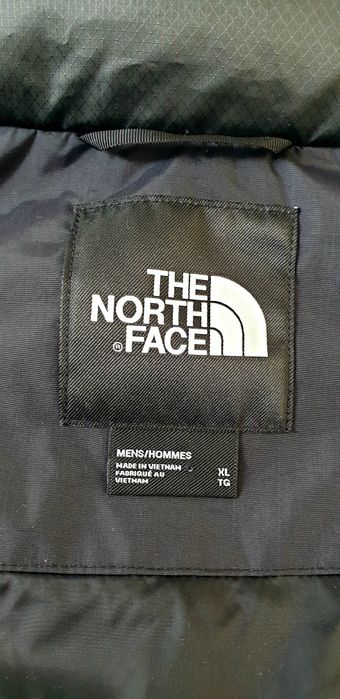 THE
NORTH
® FACE
MENS/HOMMES
MADE IN VIETNAM
FABRIQUÉ AU
VIETNAM
XL
TG